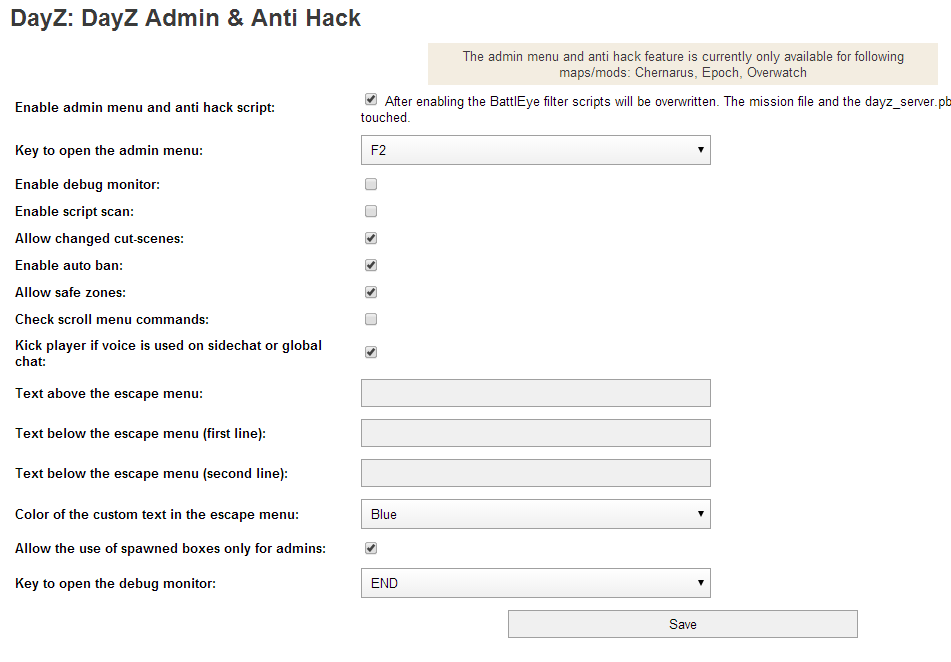 DayZ: DayZ Admin & Anti Hack
The admin menu and anti hack feature is currently only available for following
maps/mods: Chernarus, Epoch, Overwatch
Enable admin menu and anti hack script:
After enabling the BattlEye filter scripts will be overwritten. The mission file and the dayz_server.pb
touched.
Key to open the admin menu:
F2
Enable debug monitor:
Enable script scan:
Allow changed cut-scenes:
Enable auto ban:
Allow safe zones:
Check scroll menu commands:
Kick player if voice is used on sidechat or global
chat:
Text above the escape menu:
Text below the escape menu (first line):
Text below the escape menu (second line):
Color of the custom text in the escape menu:
Blue
Allow the use of spawned boxes only for admins:
Key to open the debug monitor:
END
Save